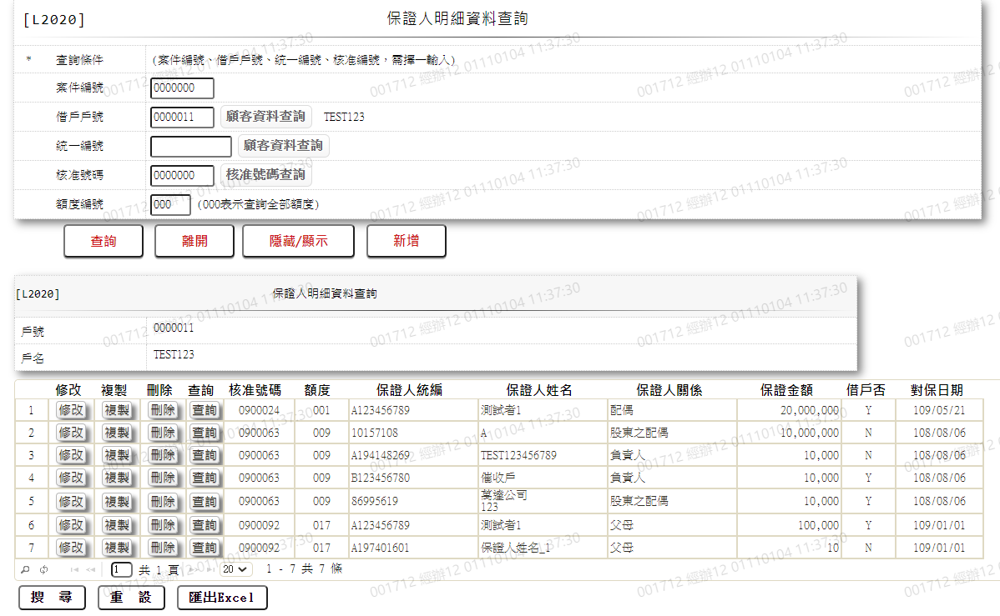 [L2020] 保證人明細資料查詢
* 查詢條件 (案件編號、借戶戶號、統一編號、核准編號，需擇一輸入)
案件編號 0000000
借戶戶號 0000011 顧客資料查詢 TEST123
統一編號 顧客資料查詢
核准號碼 0000000 核准號碼查詢
額度編號 000 (000表示查詢全部額度)
查詢 離開 隱藏/顯示 新增
[L2020] 保證人明細資料查詢
戶號 0000011
戶名 TEST123
修改 複製 刪除 查詢 核准號碼 額度 保證人統編 保證人姓名 保證人關係 保證金額 借戶否 對保日期
1 修改 複製 刪除 查詢 0900024 001 A123456789 測試者1 配偶 20,000,000 Y 109/05/21
2 修改 複製 刪除 查詢 0900063 009 10157108 A 股東之配偶 10,000,000 N 108/08/06
3 修改 複製 刪除 查詢 0900063 009 A194148269 TEST123456789 負責人 10,000 N 108/08/06
4 修改 複製 刪除 查詢 0900063 009 B123456780 催收戶 負責人 10,000 Y 108/08/06
5 修改 複製 刪除 查詢 0900063 009 86995619 萬達公司 股東之配偶 10,000 Y 108/08/06
123
6 修改 複製 刪除 查詢 0900092 017 A123456789 測試者1 父母 100,000 Y 109/01/01
7 修改 複製 刪除 查詢 0900092 017 A197401601 保證人姓名_1 父母 10 N 109/01/01
1 共 1 頁 20 1 - 7 共 7 條
搜 尋 重 設 匯出Excel
001712 經辦12 01110104 11:37:30